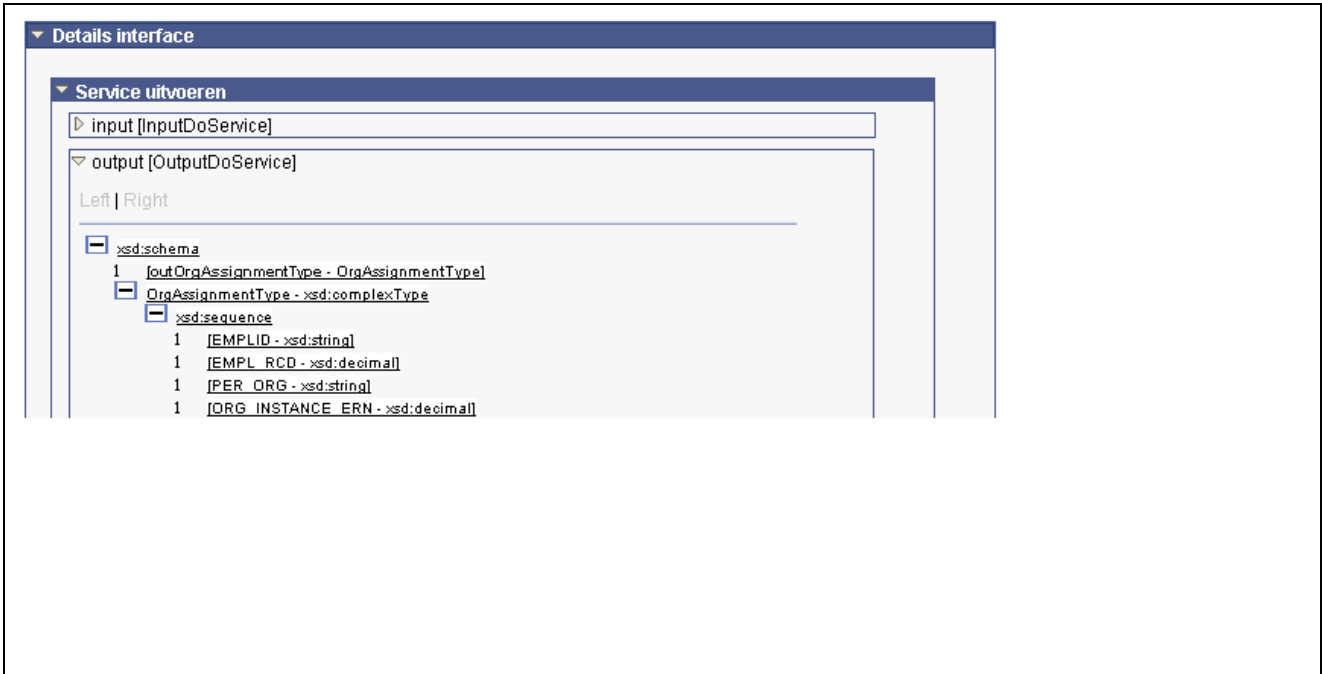 Details interface
Service uitvoeren
input [InputDoService]
output [OutputDoService]
Left | Right
xsd:schema
1 [outOrgAssignmentType - OrgAssignmentType]
OrgAssignmentType - xsd:complexType
xsd:sequence
1 [EMPLID - xsd:string]
1 [EMPL_RCD - xsd:decimal]
1 [PER_ORG - xsd:string]
1 [ORG_INSTANCE_ERN - xsd:decimal]